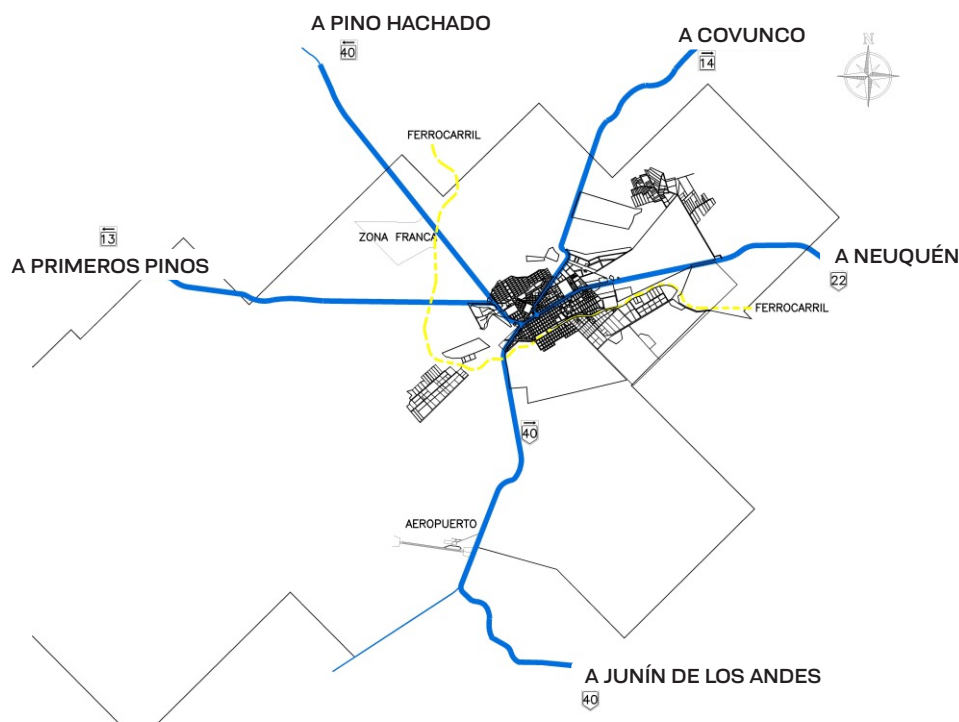 A PINO HACHADO
40
A COVUNCO
14
N
FERROCARRIL
ZONA FRANCA
13
A PRIMEROS PINOS
A NEUQUÉN
22
FERROCARRIL
40
AEROPUERTO
A JUNÍN DE LOS ANDES
40